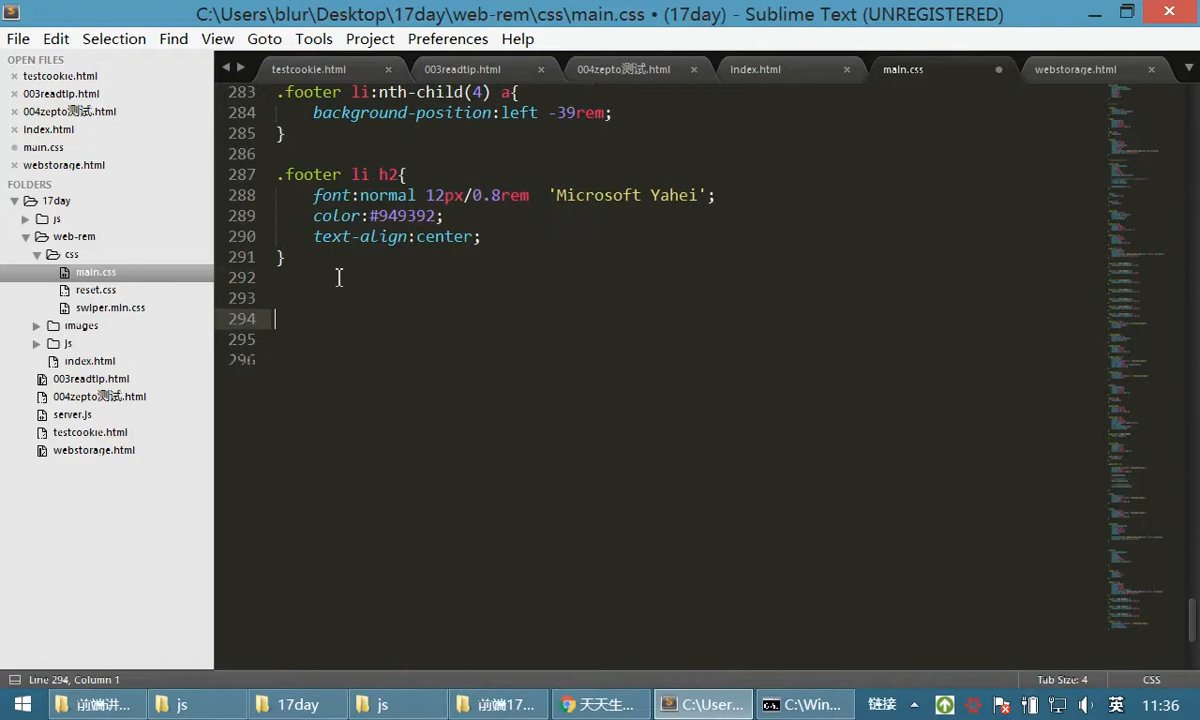 C:\Users\blur\Desktop\17day\web-rem\css\main.css • (17day) - Sublime Text (UNREGISTERED)
File Edit Selection Find View Goto Tools Project Preferences Help
OPEN FILES
testcookie.html
003readtip.html
004zepto测试.html
index.html
main.css
webstorage.html
FOLDERS
17day
js
web-rem
css
main.css
reset.css
swiper.min.css
images
js
index.html
003readtip.html
004zepto测试.html
server.js
testcookie.html
webstorage.html
testcookie.html 003readtip.html 004zepto测试.html index.html main.css webstorage.html
283 .footer li:nth-child(4) a{
284 background-position:left -39rem;
285 }
286
287 .footer li h2{
288 font:normal 12px/0.8rem 'Microsoft Yahei';
289 color:#949392;
290 text-align:center;
291 }
292
293
294
295
296
Line 294, Column 1 Tab Size: 4 CSS
前端讲... js 17day js 前端17... 天天生... C:\User... C:\Win... 链接 英 11:36